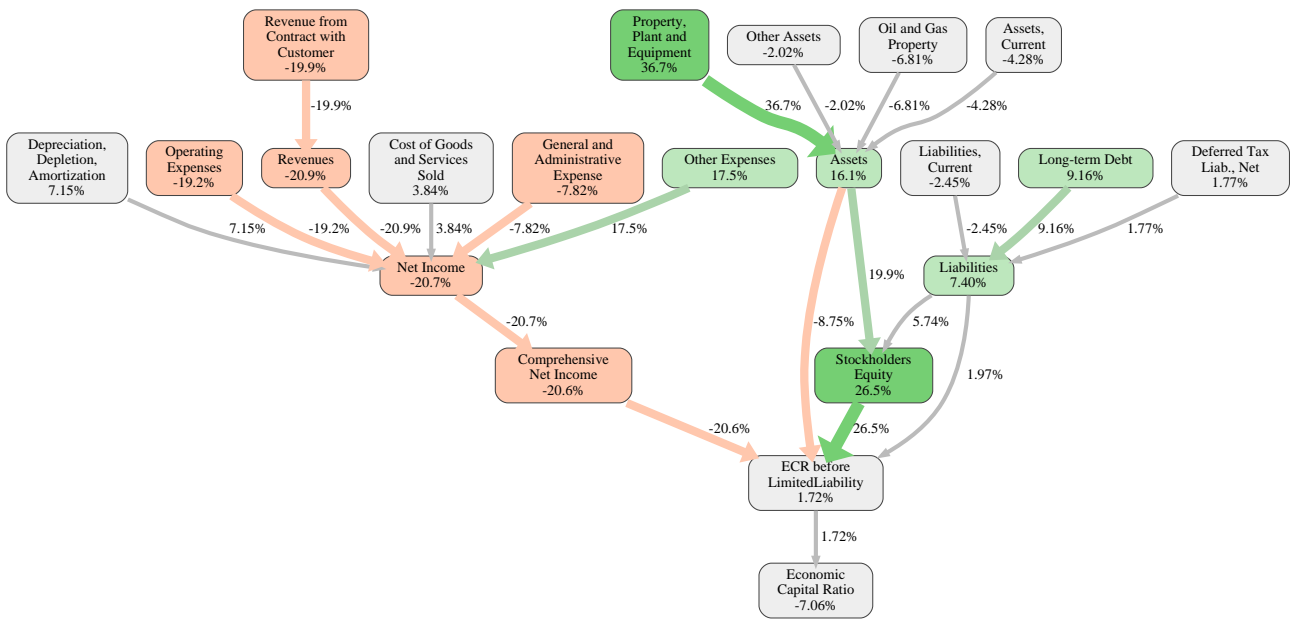 Revenue from
Contract with
Customer
-19.9%
Property,
Plant and
Equipment
36.7%
Other Assets
-2.02%
Oil and Gas
Property
-6.81%
Assets,
Current
-4.28%
-19.9%
36.7%
-2.02%
-6.81%
-4.28%
Depreciation,
Depletion,
Amortization
7.15%
Operating
Expenses
-19.2%
Revenues
-20.9%
Cost of Goods
and Services
Sold
3.84%
General and
Administrative
Expense
-7.82%
Other Expenses
17.5%
Assets
16.1%
Liabilities,
Current
-2.45%
Long-term Debt
9.16%
Deferred Tax
Liab., Net
1.77%
7.15%
-19.2%
-20.9%
3.84%
-7.82%
17.5%
-2.45%
9.16%
1.77%
Net Income
-20.7%
19.9%
Liabilities
7.40%
-20.7%
-8.75%
5.74%
Comprehensive
Net Income
-20.6%
Stockholders
Equity
26.5%
1.97%
-20.6%
26.5%
ECR before
LimitedLiability
1.72%
1.72%
Economic
Capital Ratio
-7.06%